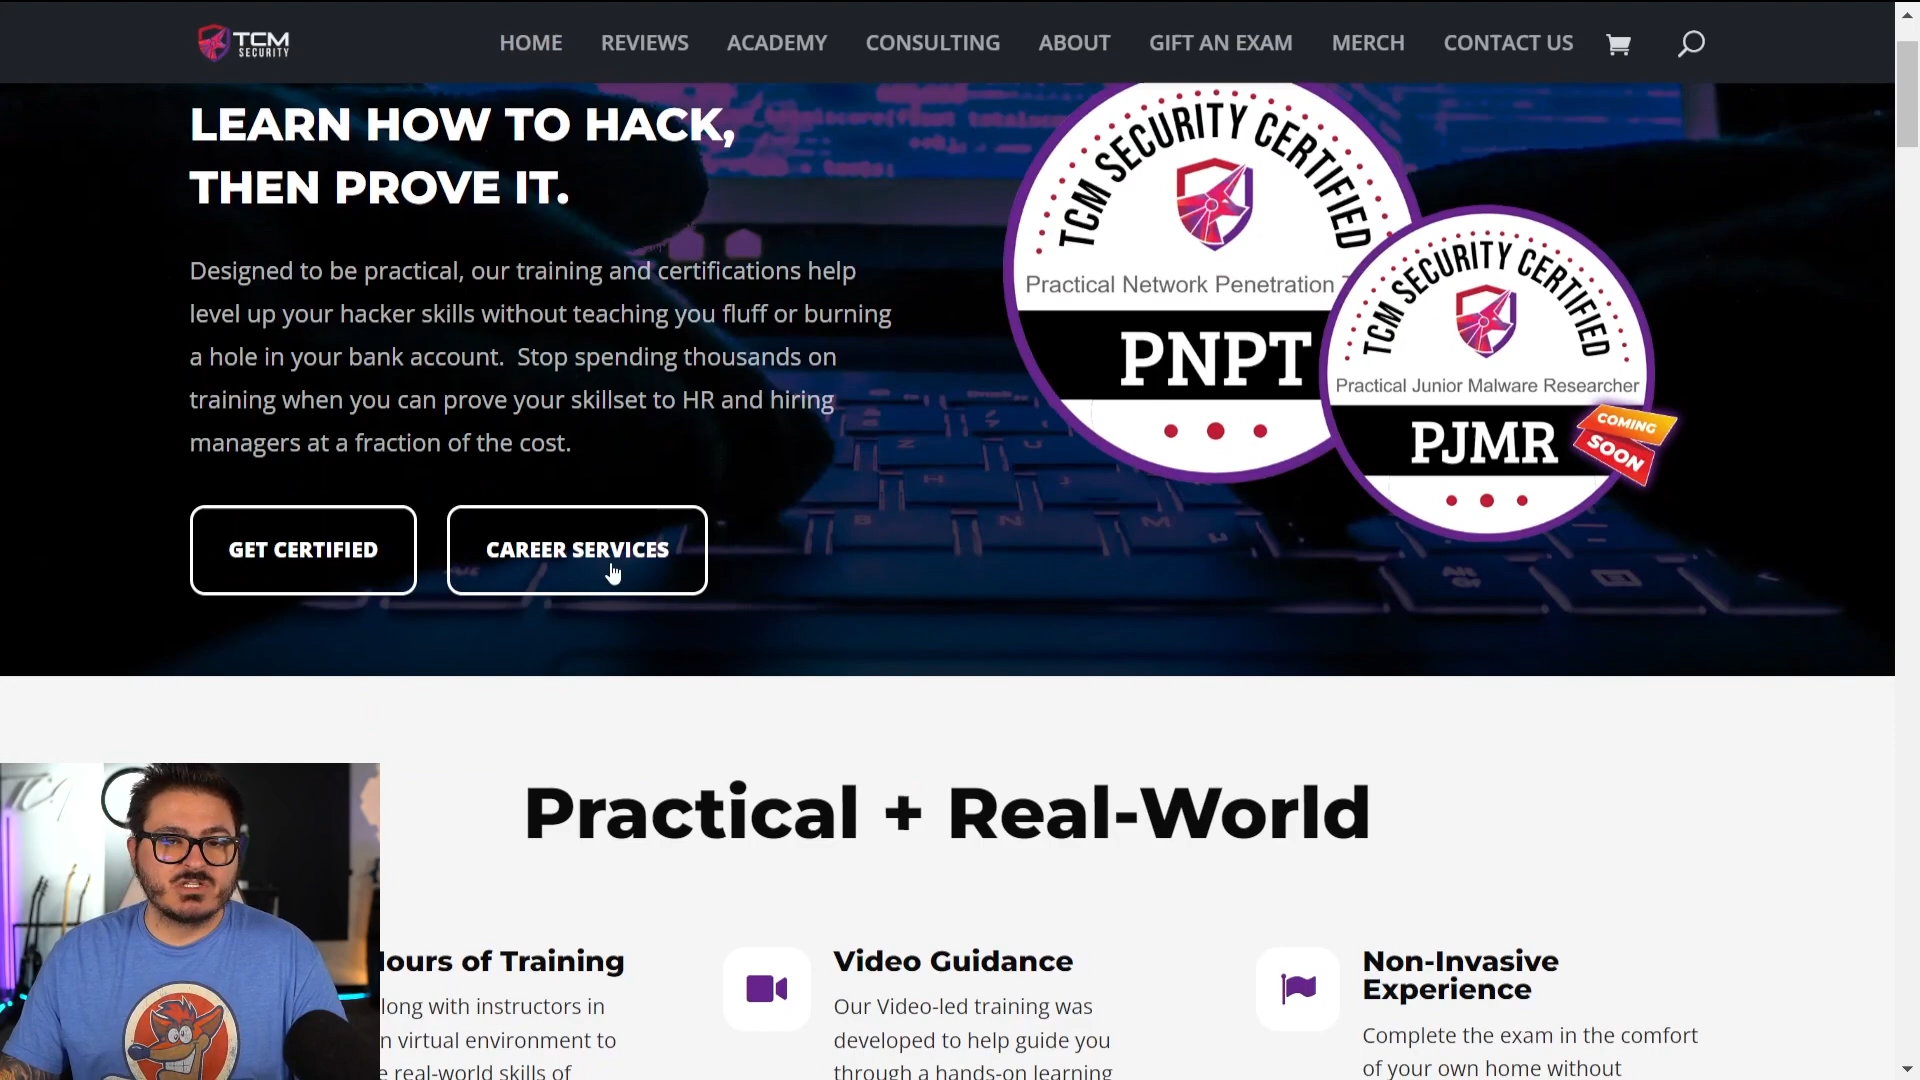 TCM
SECURITY
HOME
REVIEWS
ACADEMY
CONSULTING
ABOUT
GIFT AN EXAM
MERCH
CONTACT US
LEARN HOW TO HACK,
THEN PROVE IT.
Designed to be practical, our training and certifications help
level up your hacker skills without teaching you fluff or burning
a hole in your bank account.  Stop spending thousands on
training when you can prove your skillset to HR and hiring
managers at a fraction of the cost.
GET CERTIFIED
CAREER SERVICES
TCM SECURITY CERTIFIED
Practical Network Penetration
PNPT
TCM SECURITY CERTIFIED
Practical Junior Malware Researcher
PJMR
COMING
SOON
Practical + Real-World
Hours of Training
along with instructors in
virtual environment to
real-world skills of
Video Guidance
Our Video-led training was
developed to help guide you
through a hands-on learning
Non-Invasive
Experience
Complete the exam in the comfort
of your own home without